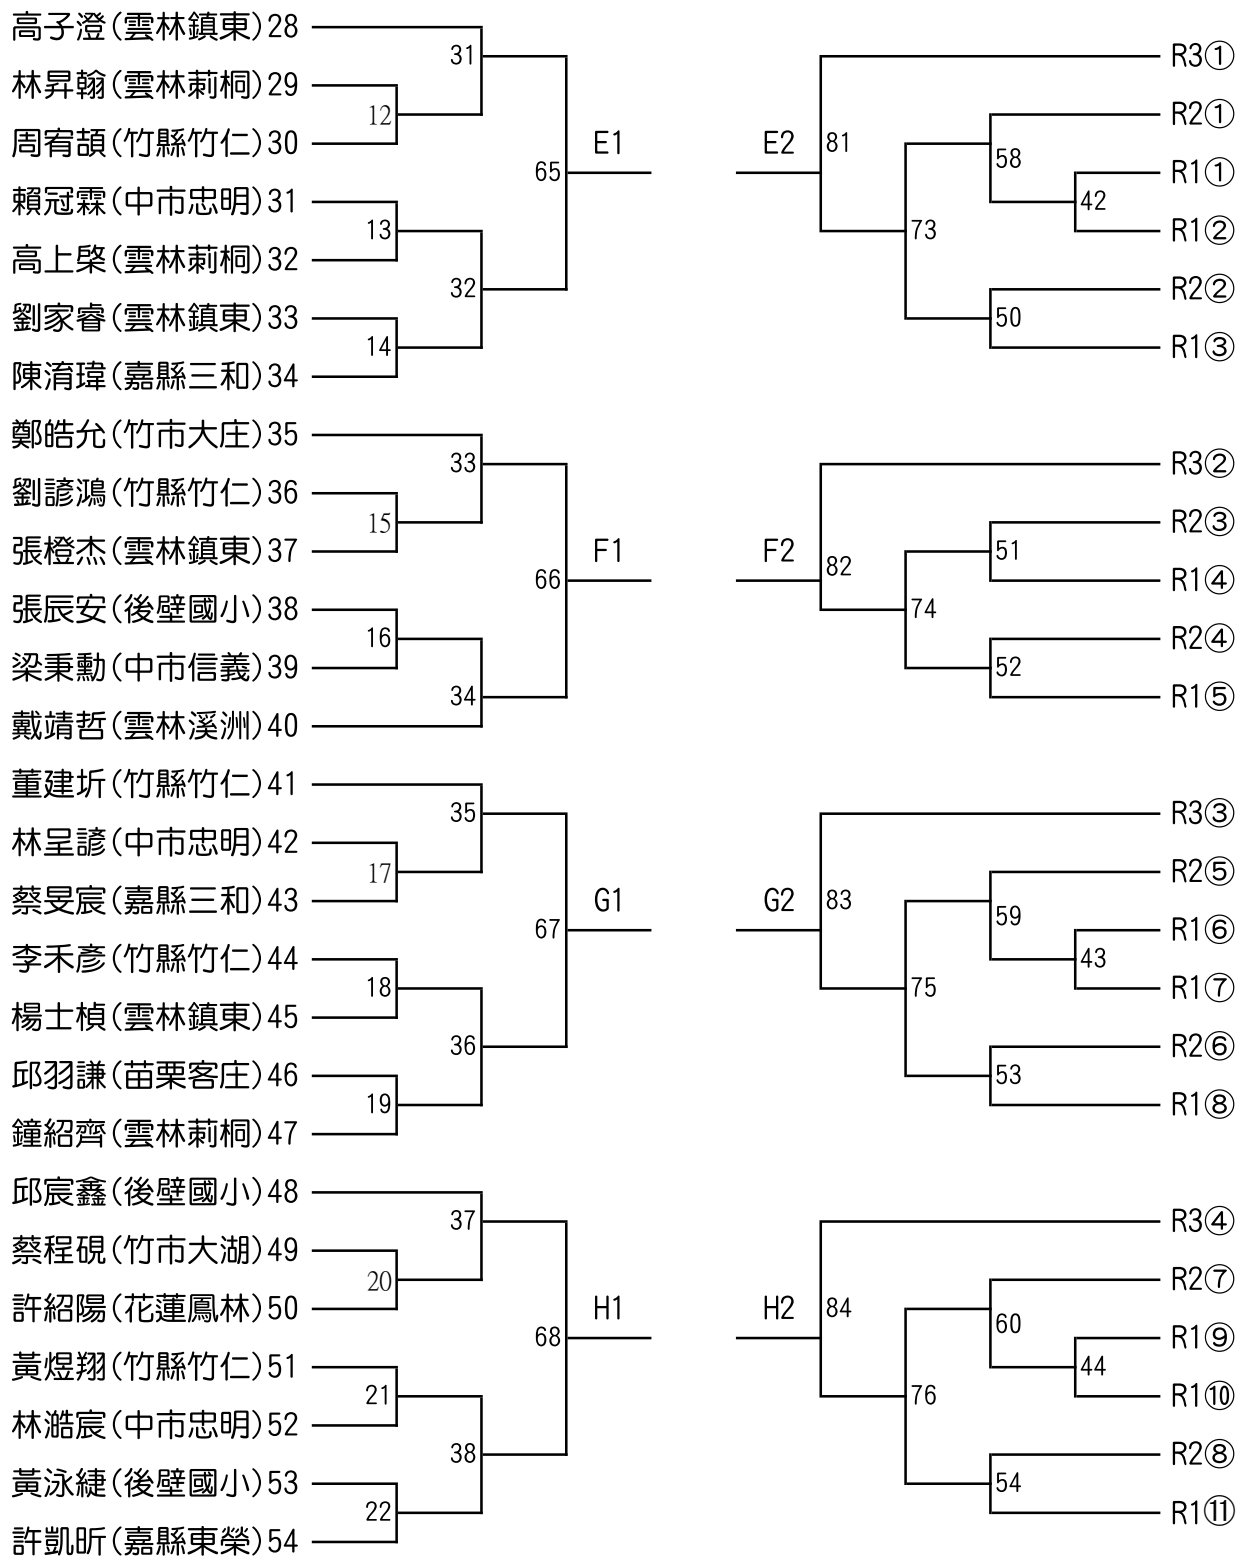 高子澄(雲林鎮東)28
31
R3①
林昇翰(雲林莿桐)29
12
R2①
周宥頡(竹縣竹仁)30
E1
E2
81
58
65
R1①
賴冠霖(中市忠明)31
42
13
73
R1②
高上棨(雲林莿桐)32
32
R2②
劉家睿(雲林鎮東)33
50
14
R1③
陳淯瑋(嘉縣三和)34
鄭皓允(竹市大庄)35
33
R3②
劉諺鴻(竹縣竹仁)36
15
R2③
張橙杰(雲林鎮東)37
F1
F2
51
66
82
R1④
張辰安(後壁國小)38
74
16
R2④
梁秉勳(中市信義)39
52
34
R1⑤
戴靖哲(雲林溪洲)40
董建圻(竹縣竹仁)41
35
R3③
林呈諺(中市忠明)42
17
R2⑤
蔡旻宸(嘉縣三和)43
G1
G2
83
59
67
R1⑥
李禾彥(竹縣竹仁)44
43
18
75
R1⑦
楊士楨(雲林鎮東)45
36
R2⑥
邱羽謙(苗栗客庄)46
53
19
R1⑧
鐘紹齊(雲林莿桐)47
邱宸鑫(後壁國小)48
37
R3④
蔡程硯(竹市大湖)49
20
R2⑦
許紹陽(花蓮鳳林)50
H1
H2
84
60
68
R1⑨
黃煜翔(竹縣竹仁)51
44
21
76
R1⑩
林澔宸(中市忠明)52
38
R2⑧
黃泳緁(後壁國小)53
54
22
R1⑪
許凱昕(嘉縣東榮)54